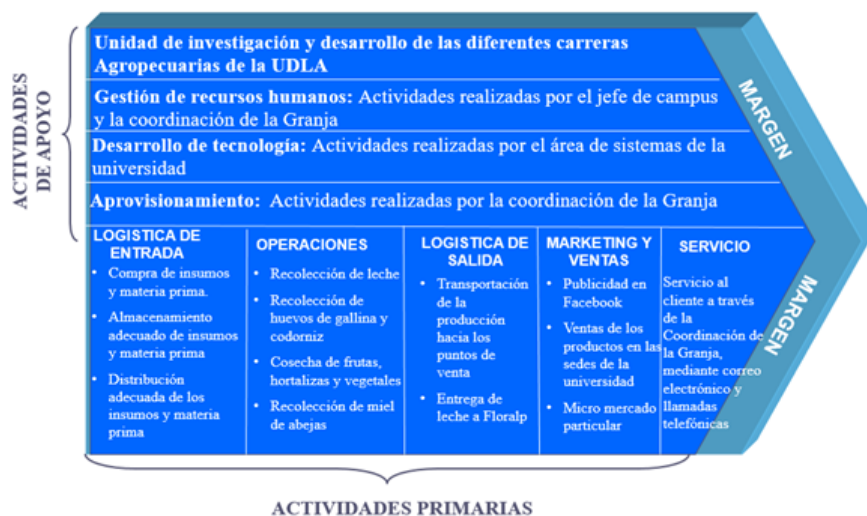 ACTIVIDADES
DE APOYO
Unidad de investigación y desarrollo de las diferentes carreras
Agropecuarias de la UDLA
Gestión de recursos humanos: Actividades realizadas por el jefe de campus
y la coordinación de la Granja
Desarrollo de tecnología: Actividades realizadas por el área de sistemas de la
universidad
Aprovisionamiento: Actividades realizadas por la coordinación de la Granja
MARGEN
LOGISTICA DE
ENTRADA
• Compra de insumos
y materia prima.
• Almacenamiento
adecuado de insumos
y materia prima
• Distribución
adecuada de los
insumos y materia
prima
OPERACIONES
• Recolección de leche
• Recolección de
huevos de gallina y
codorniz
• Cosecha de frutas,
hortalizas y vegetales
• Recolección de miel
de abejas
LOGISTICA DE
SALIDA
• Transportación
de la
producción
hacia los
puntos de
venta
• Entrega de
leche a Floralp
MARKETING Y
VENTAS
• Publicidad en
Facebook
• Ventas de los
productos en las
sedes de la
universidad
• Micro mercado
particular
SERVICIO
Servicio al
cliente a través
de la
Coordinación de
la Granja,
mediante correo
electrónico y
llamadas
telefónicas
MARGEN
ACTIVIDADES PRIMARIAS